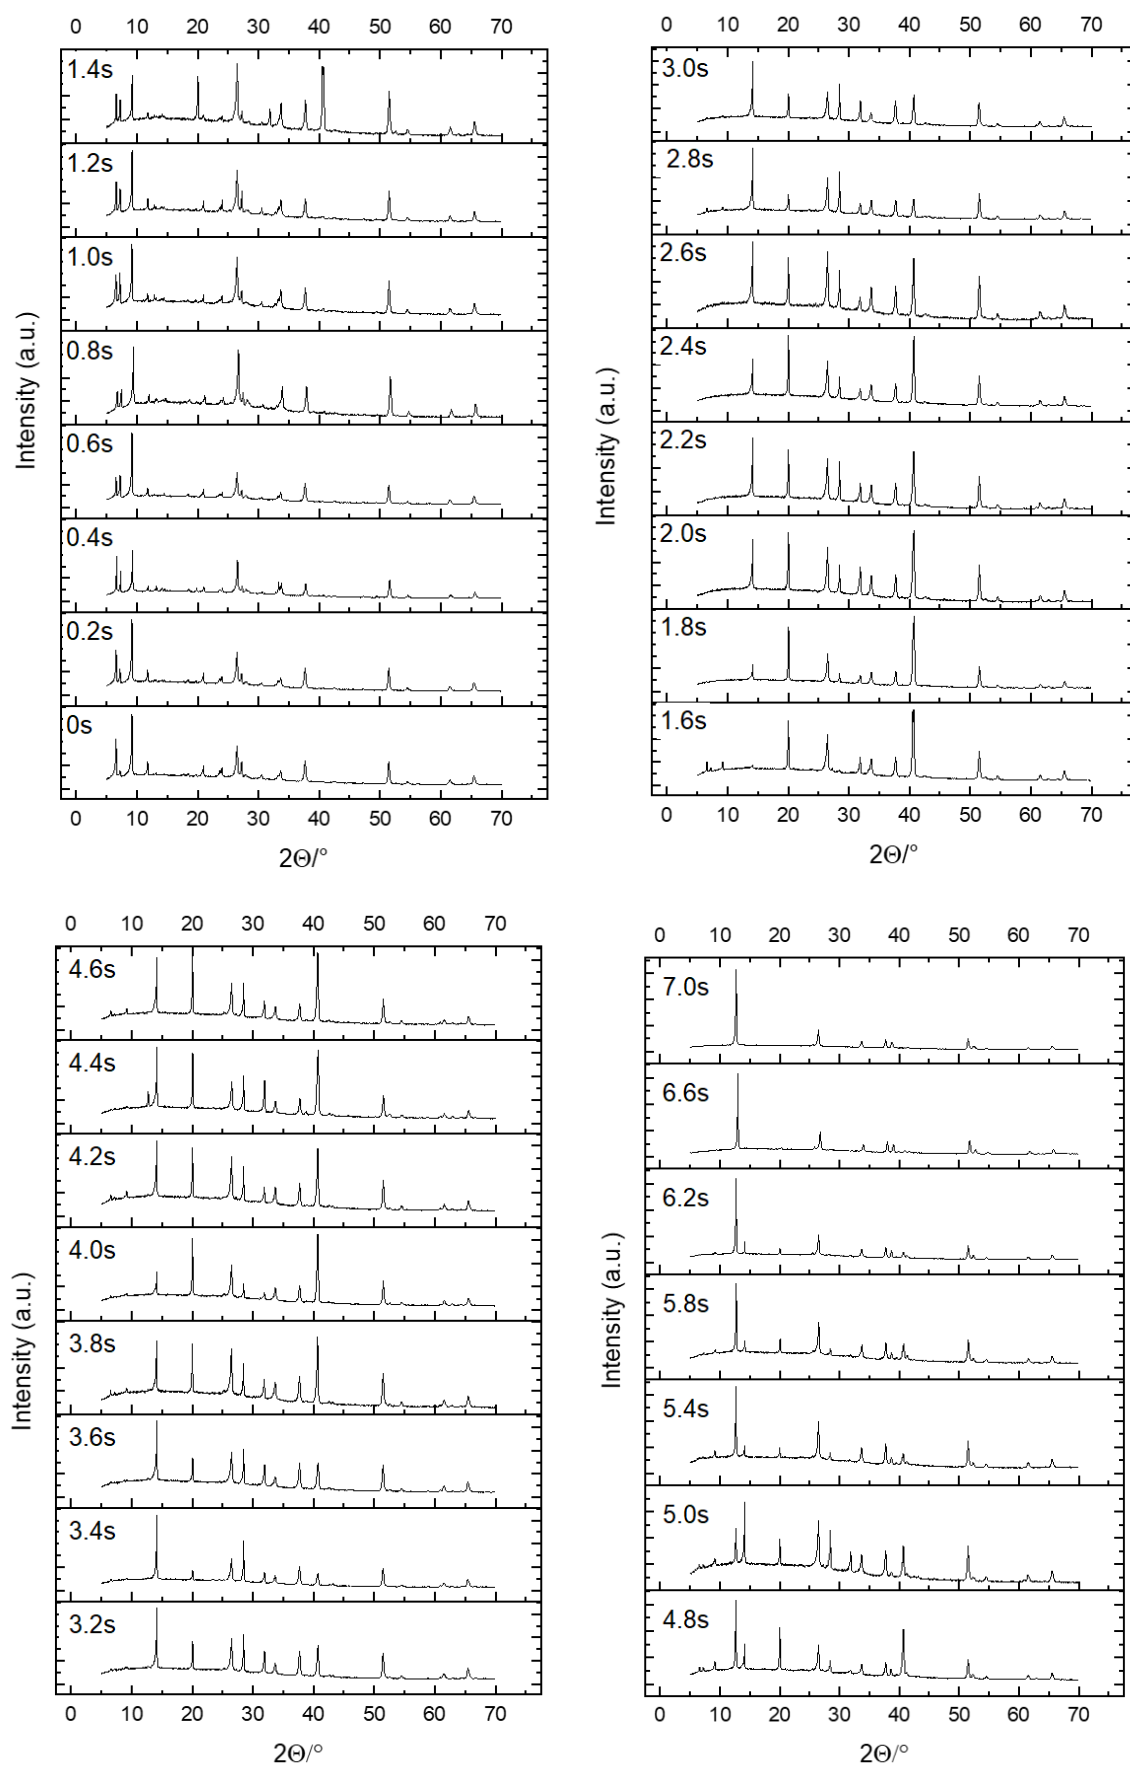 0 10 20 30 40 50 60 70
1.4s
1.2s
1.0s
0.8s
0.6s
0.4s
0.2s
0s
Intensity (a.u.)
0 10 20 30 40 50 60 70
2Θ/°
0 10 20 30 40 50 60 70
3.0s
2.8s
2.6s
2.4s
2.2s
2.0s
1.8s
1.6s
Intensity (a.u.)
0 10 20 30 40 50 60 70
2Θ/°
0 10 20 30 40 50 60 70
4.6s
4.4s
4.2s
4.0s
3.8s
3.6s
3.4s
3.2s
Intensity (a.u.)
0 10 20 30 40 50 60 70
2Θ/°
0 10 20 30 40 50 60 70
7.0s
6.6s
6.2s
5.8s
5.4s
5.0s
4.8s
Intensity (a.u.)
0 10 20 30 40 50 60 70
2Θ/°